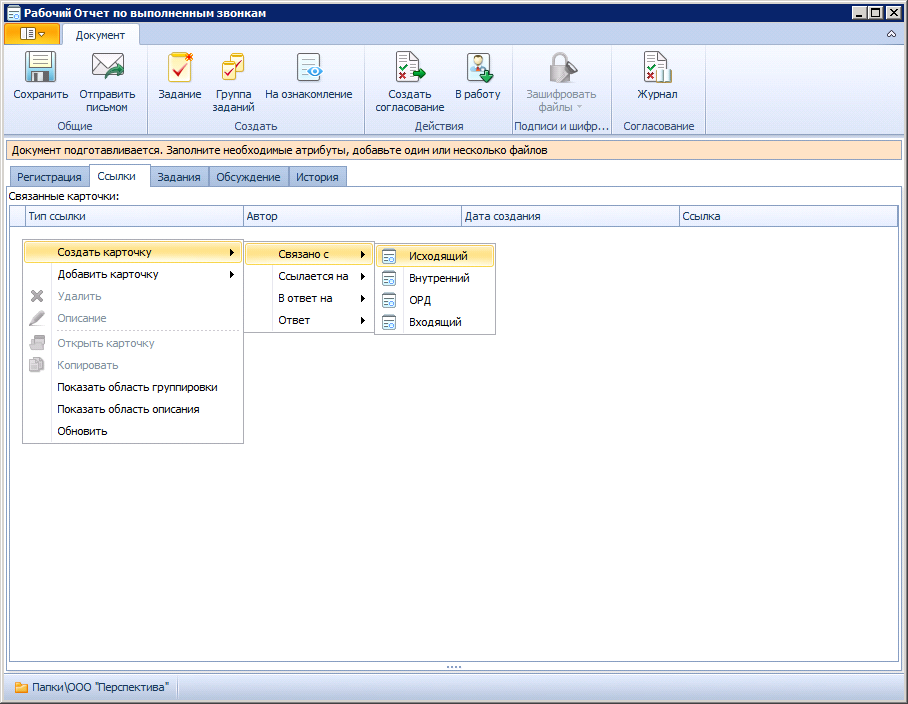 Рабочий Отчет по выполненным звонкам
Документ
Сохранить
Отправить
письмом
Задание
Группа
заданий
На ознакомление
Создать
согласование
В работу
Зашифровать
файлы
Журнал
Общие
Создать
Действия
Подписи и шифр...
Согласование
Документ подготавливается. Заполните необходимые атрибуты, добавьте один или несколько файлов
Регистрация
Ссылки
Задания
Обсуждение
История
Связанные карточки:
Тип ссылки
Автор
Дата создания
Ссылка
Создать карточку
Добавить карточку
Удалить
Описание
Открыть карточку
Копировать
Показать область группировки
Показать область описания
Обновить
Связано с
Ссылается на
В ответ на
Ответ
Исходящий
Внутренний
ОРД
Входящий
Папки\ООО "Перспектива"